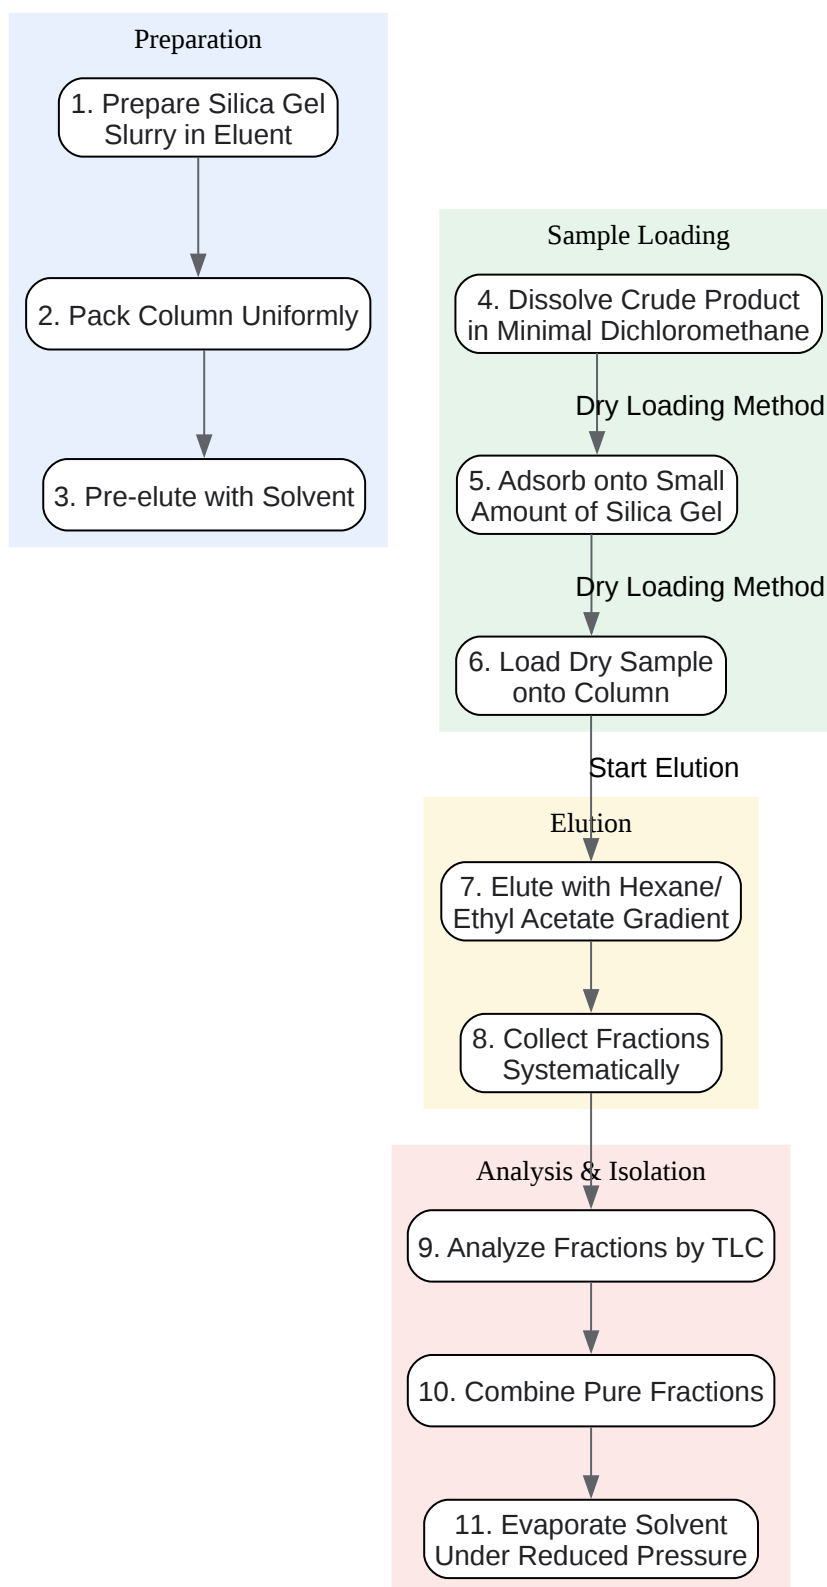 Preparation
1. Prepare Silica Gel
Slurry in Eluent
2. Pack Column Uniformly
3. Pre-elute with Solvent
Sample Loading
4. Dissolve Crude Product
in Minimal Dichloromethane
Dry Loading Method
5. Adsorb onto Small
Amount of Silica Gel
Dry Loading Method
6. Load Dry Sample
onto Column
Start Elution
Elution
7. Elute with Hexane/
Ethyl Acetate Gradient
8. Collect Fractions
Systematically
Analysis & Isolation
9. Analyze Fractions by TLC
10. Combine Pure Fractions
11. Evaporate Solvent
Under Reduced Pressure